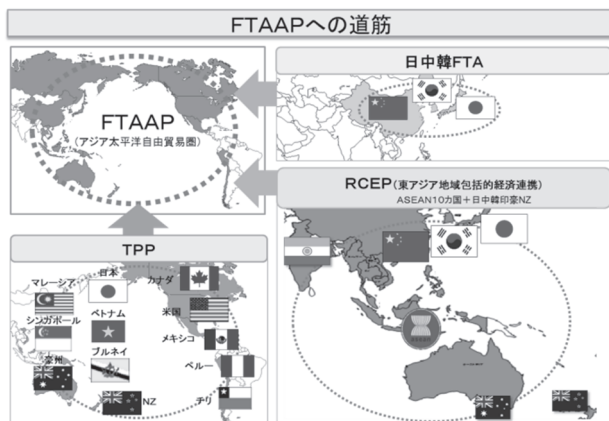 FTAAPへの道筋
FTAAP
(アジア太平洋自由貿易圏)
日中韓FTA
RCEP(東アジア地域包括的経済連携)
ASEAN10カ国+日中韓印豪NZ
TPP
日本
カナダ
マレーシア
米国
シンガポール
ベトナム
メキシコ
豪州
ブルネイ
ペルー
NZ
チリ